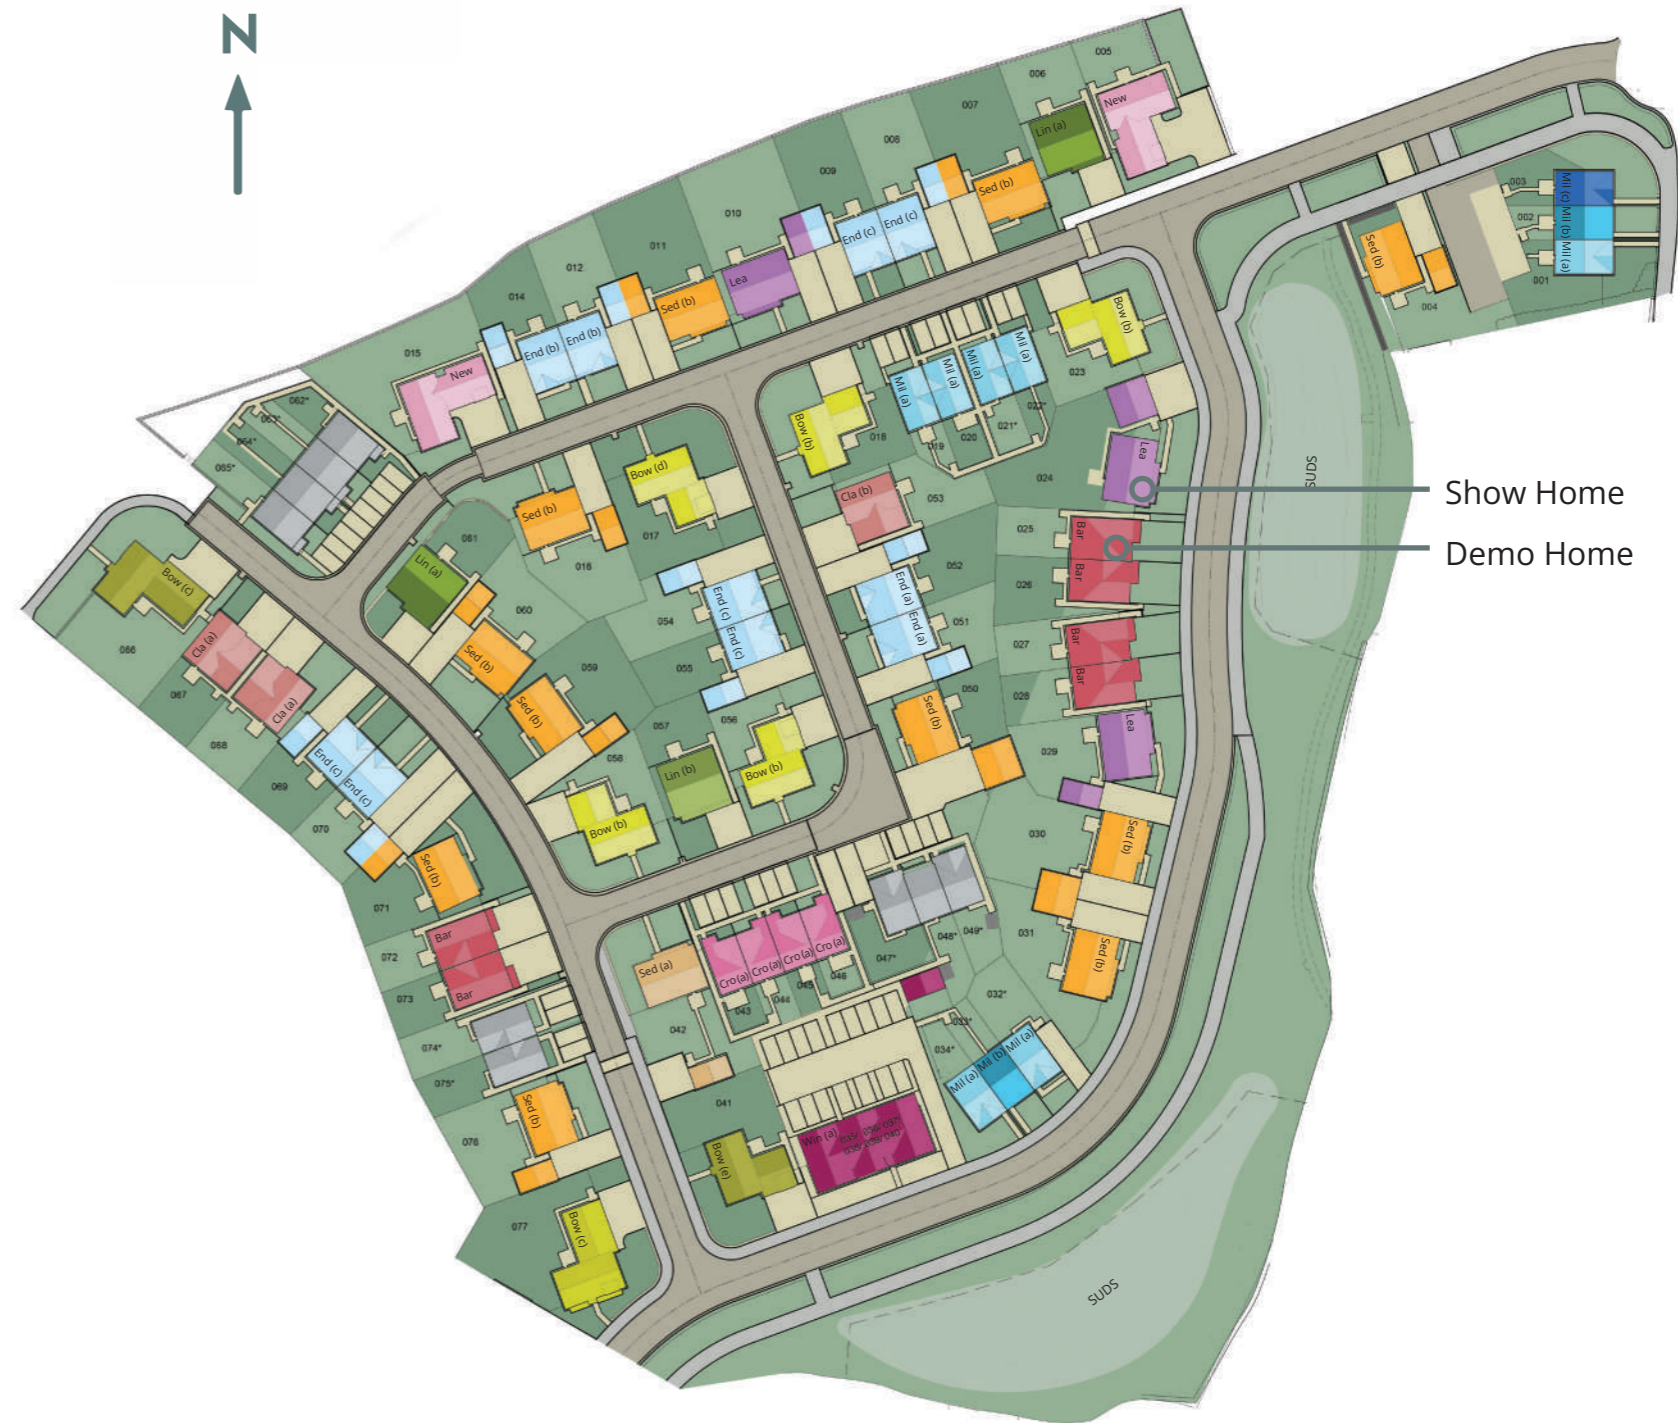 N
005
006
New
007
Lin (a)
008
009
Sed (b)
003
Mil (c)
002
Mil (b)
Mil (a)
001
Sed (b)
004
010
End (c)
End (c)
011
Lea
012
Sed (b)
014
End (b)
End (b)
015
New
Bow (b)
023
Mil (a)
Mil (a)
Mil (a)
Mil (a)
022*
021*
020
019
018
Bow (b)
062*
063*
064*
065*
Bow (d)
Sed (b)
017
016
061
Lin (a)
060
Cla (b)
053
024
Lea
SUDS
Show Home
Demo Home
025
Bar
026
Bar
027
Bar
028
Bar
052
End (a)
051
End (a)
050
Sed (b)
054
End (c)
055
End (c)
056
057
Lin (b)
Bow (b)
059
Sed (b)
Sed (b)
058
Bow (b)
Bow (c)
066
Cla (a)
067
Cla (a)
068
069
End (c)
End (c)
070
Sed (b)
071
072
Bar
073
Bar
074*
075*
076
Sed (b)
077
Bow (c)
029
Lea
030
Sed (b)
031
Sed (b)
032*
033*
034*
Mil (a)
Mil (b)
Mil (a)
049*
048*
047*
046
045
044
043
Cro (a)
Cro (a)
Cro (a)
Cro (a)
Sed (a)
042
041
Bow (e)
Win (a)
035/ 036/ 037/
038/ 039/ 040
SUDS